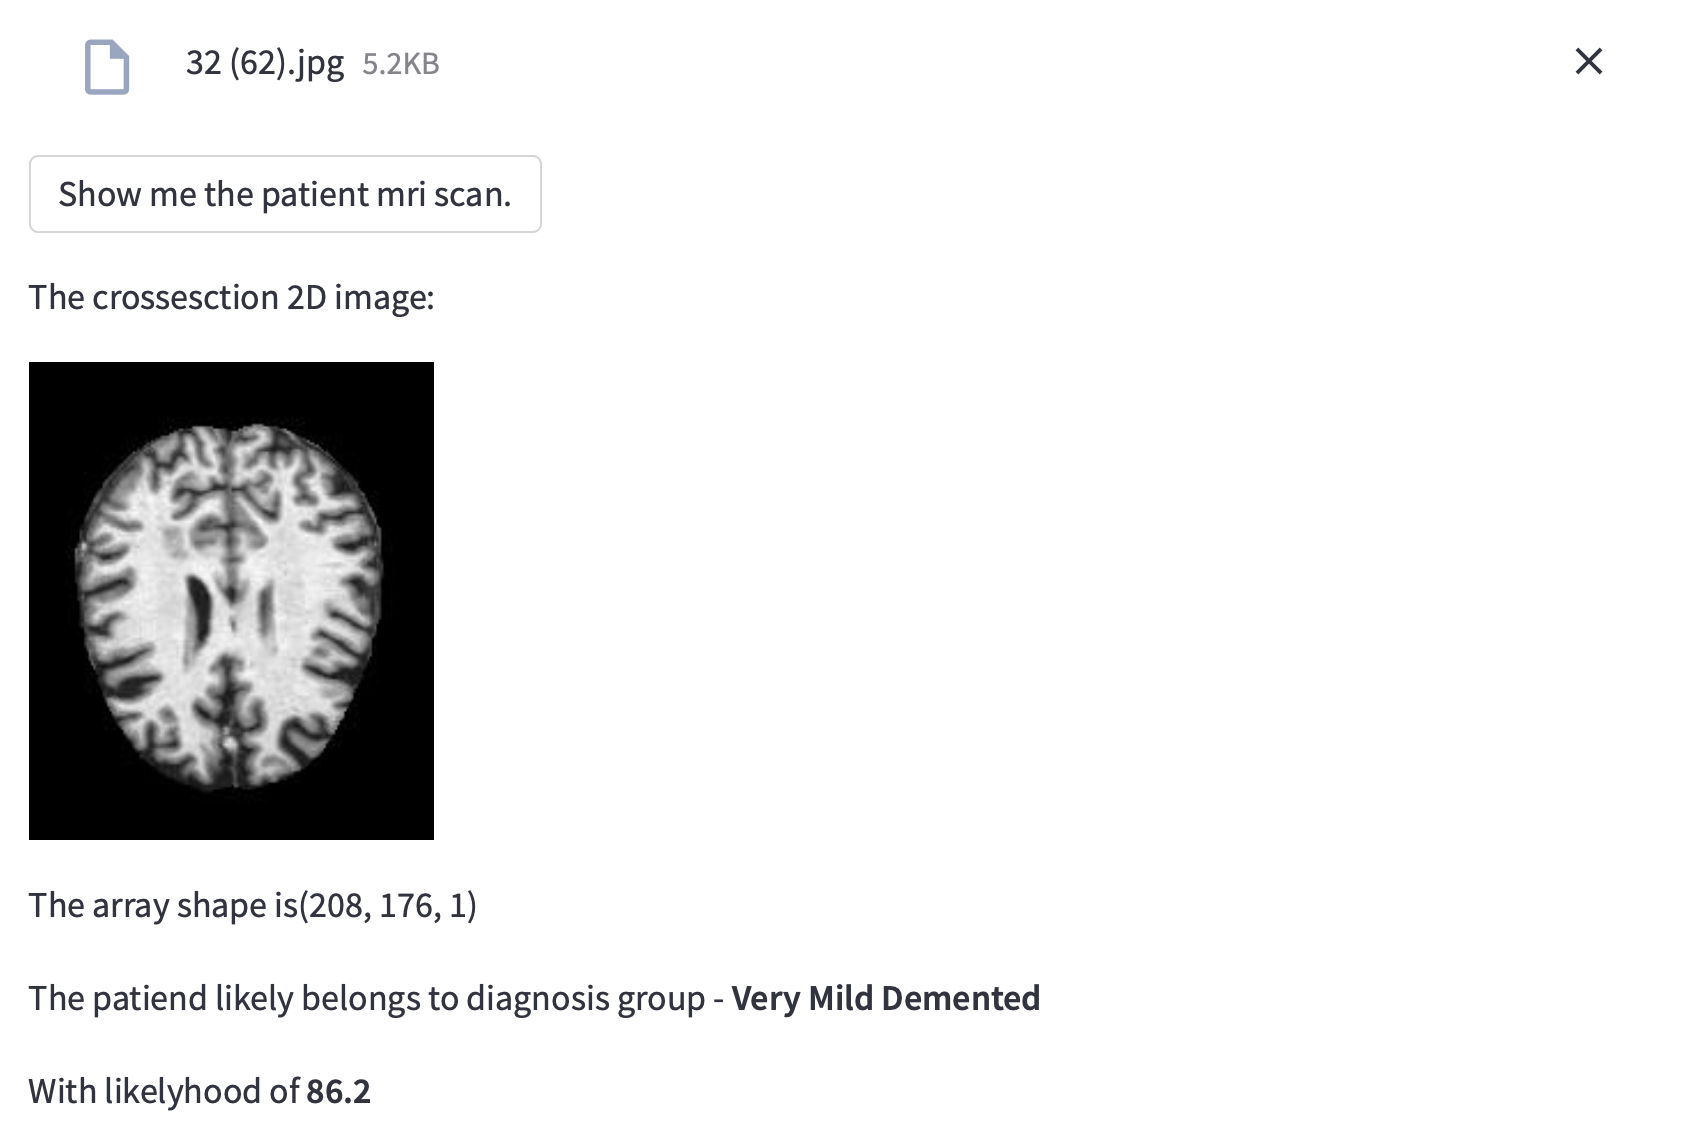 32 (62).jpg 5.2KB
Show me the patient mri scan.
The crossesction 2D image:
The array shape is(208, 176, 1)
The patiend likely belongs to diagnosis group - Very Mild Demented
With likelyhood of 86.2